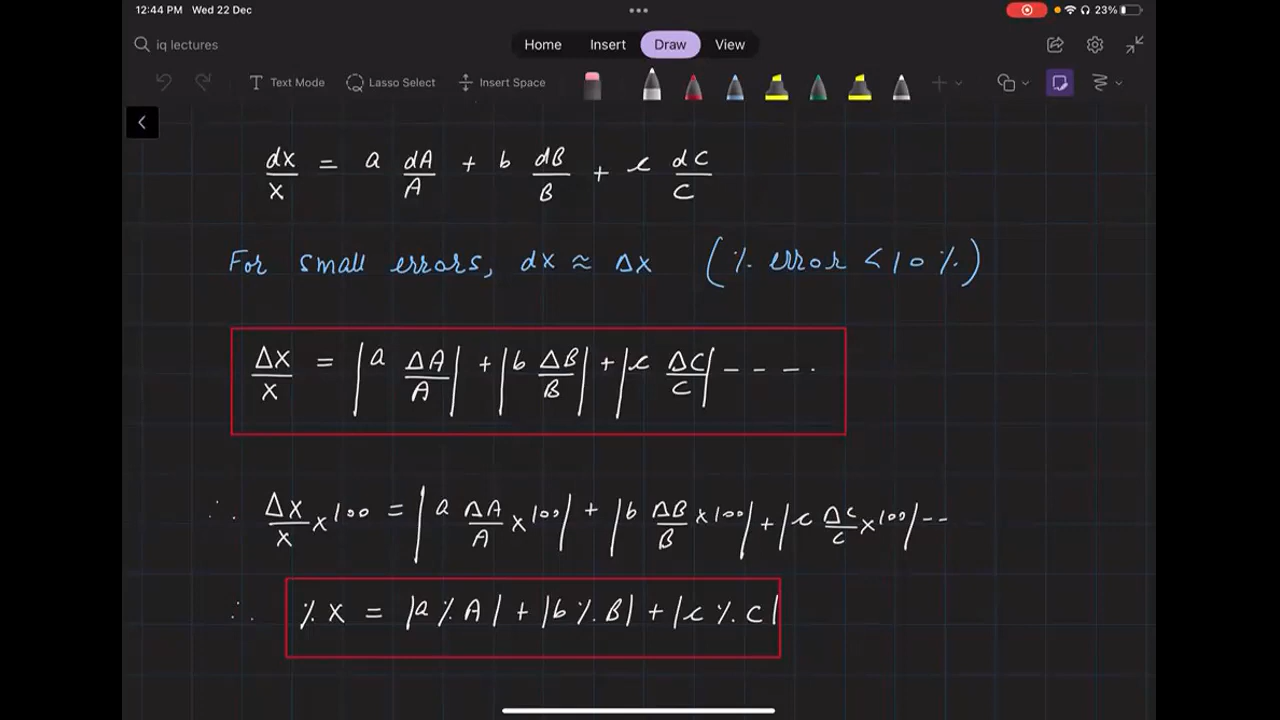 12:44 PM Wed 22 Dec
23%
iq lectures
Home Insert Draw View
Text Mode Lasso Select Insert Space
dx/x = a dA/A + b dB/B + c dC/C
For small errors, dx ≈ Δx (% error < 10 %)
Δx/x = |a ΔA/A| + |b ΔB/B| + |c ΔC/C| - - - -
∴ Δx/x × 100 = |a ΔA/A × 100| + |b ΔB/B × 100| + |c ΔC/C × 100| --
∴ % x = |a % A| + |b % B| + |c % C|